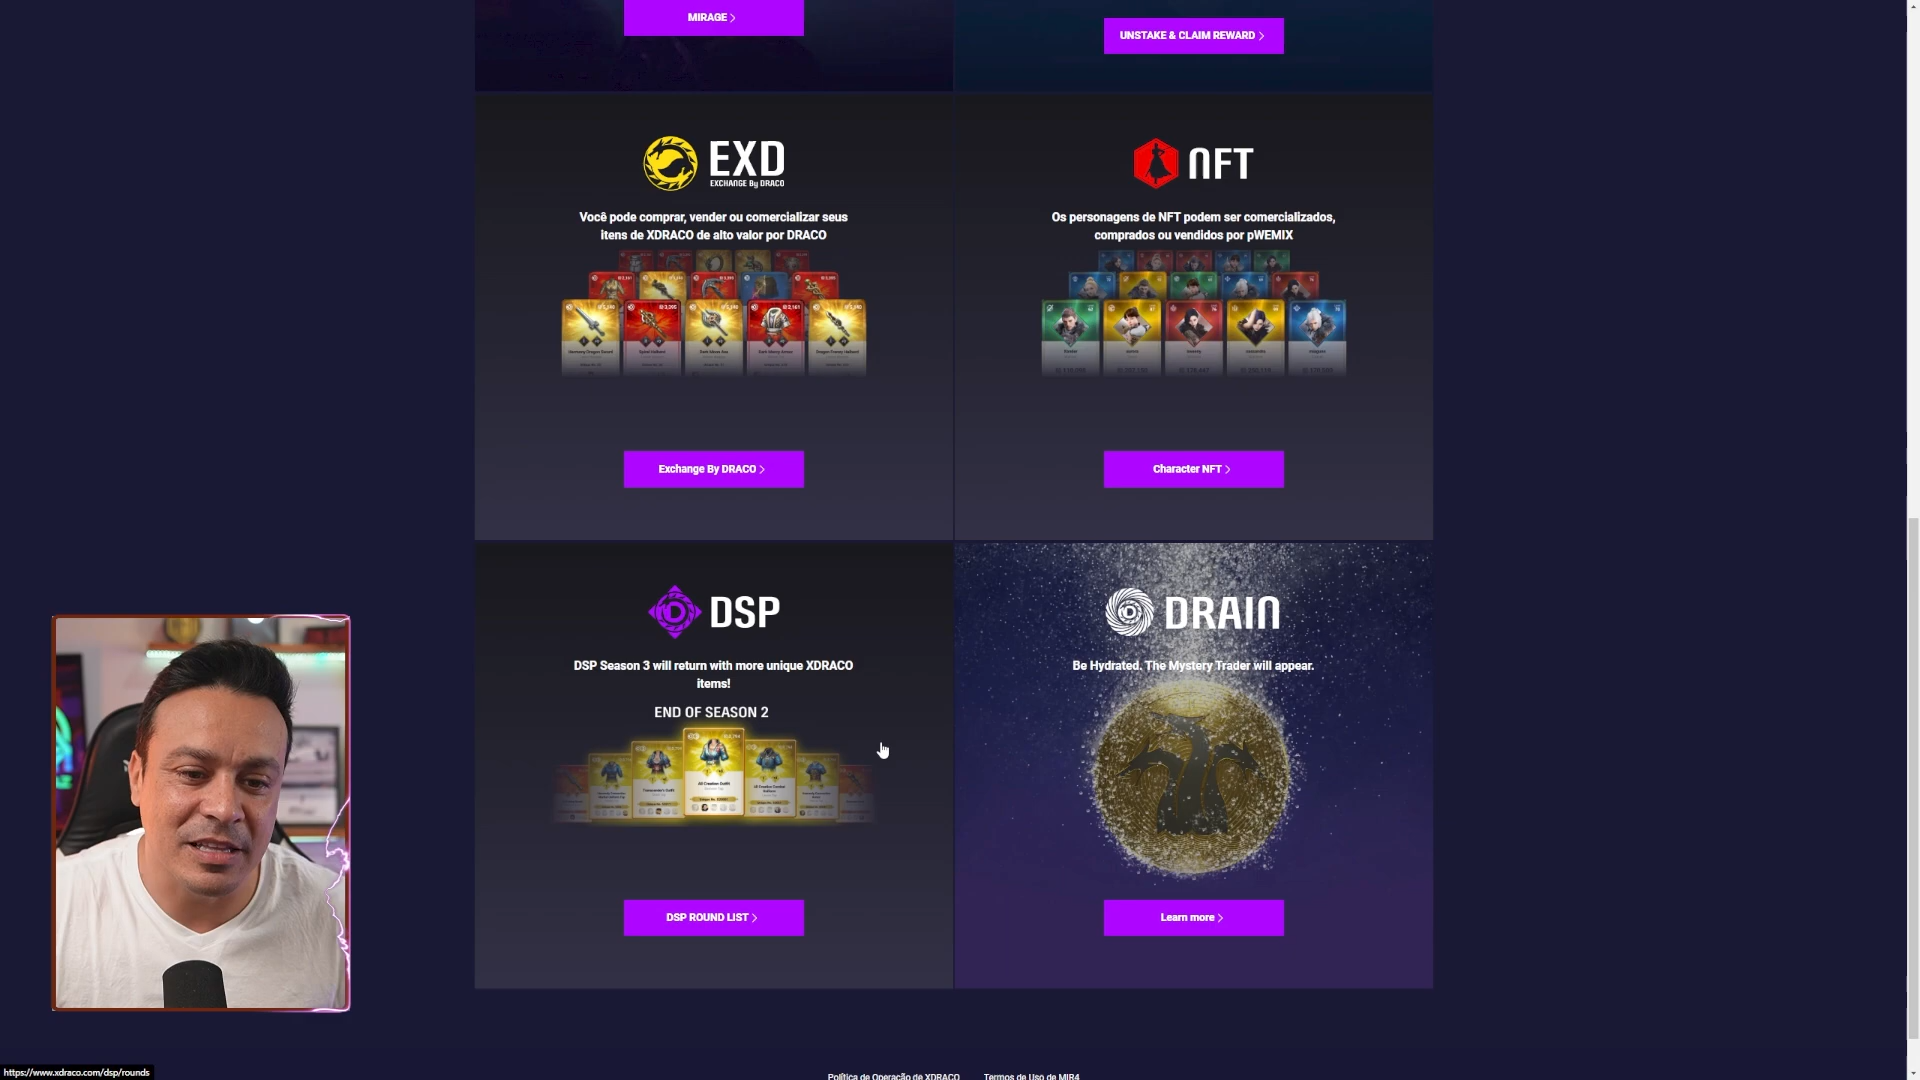 MIRAGE >
UNSTAKE & CLAIM REWARD >
EXD
EXCHANGE By DRACO
Você pode comprar, vender ou comercializar seus
itens de XDRACO de alto valor por DRACO
Exchange By DRACO >
NFT
Os personagens de NFT podem ser comercializados,
comprados ou vendidos por pWEMIX
Character NFT >
DSP
DSP Season 3 will return with more unique XDRACO
items!
END OF SEASON 2
DSP ROUND LIST >
DRAIN
Be Hydrated. The Mystery Trader will appear.
Learn more >
https://www.xdraco.com/dsp/rounds
Política de Operação de XDRACO
Termos de Uso de MIR4